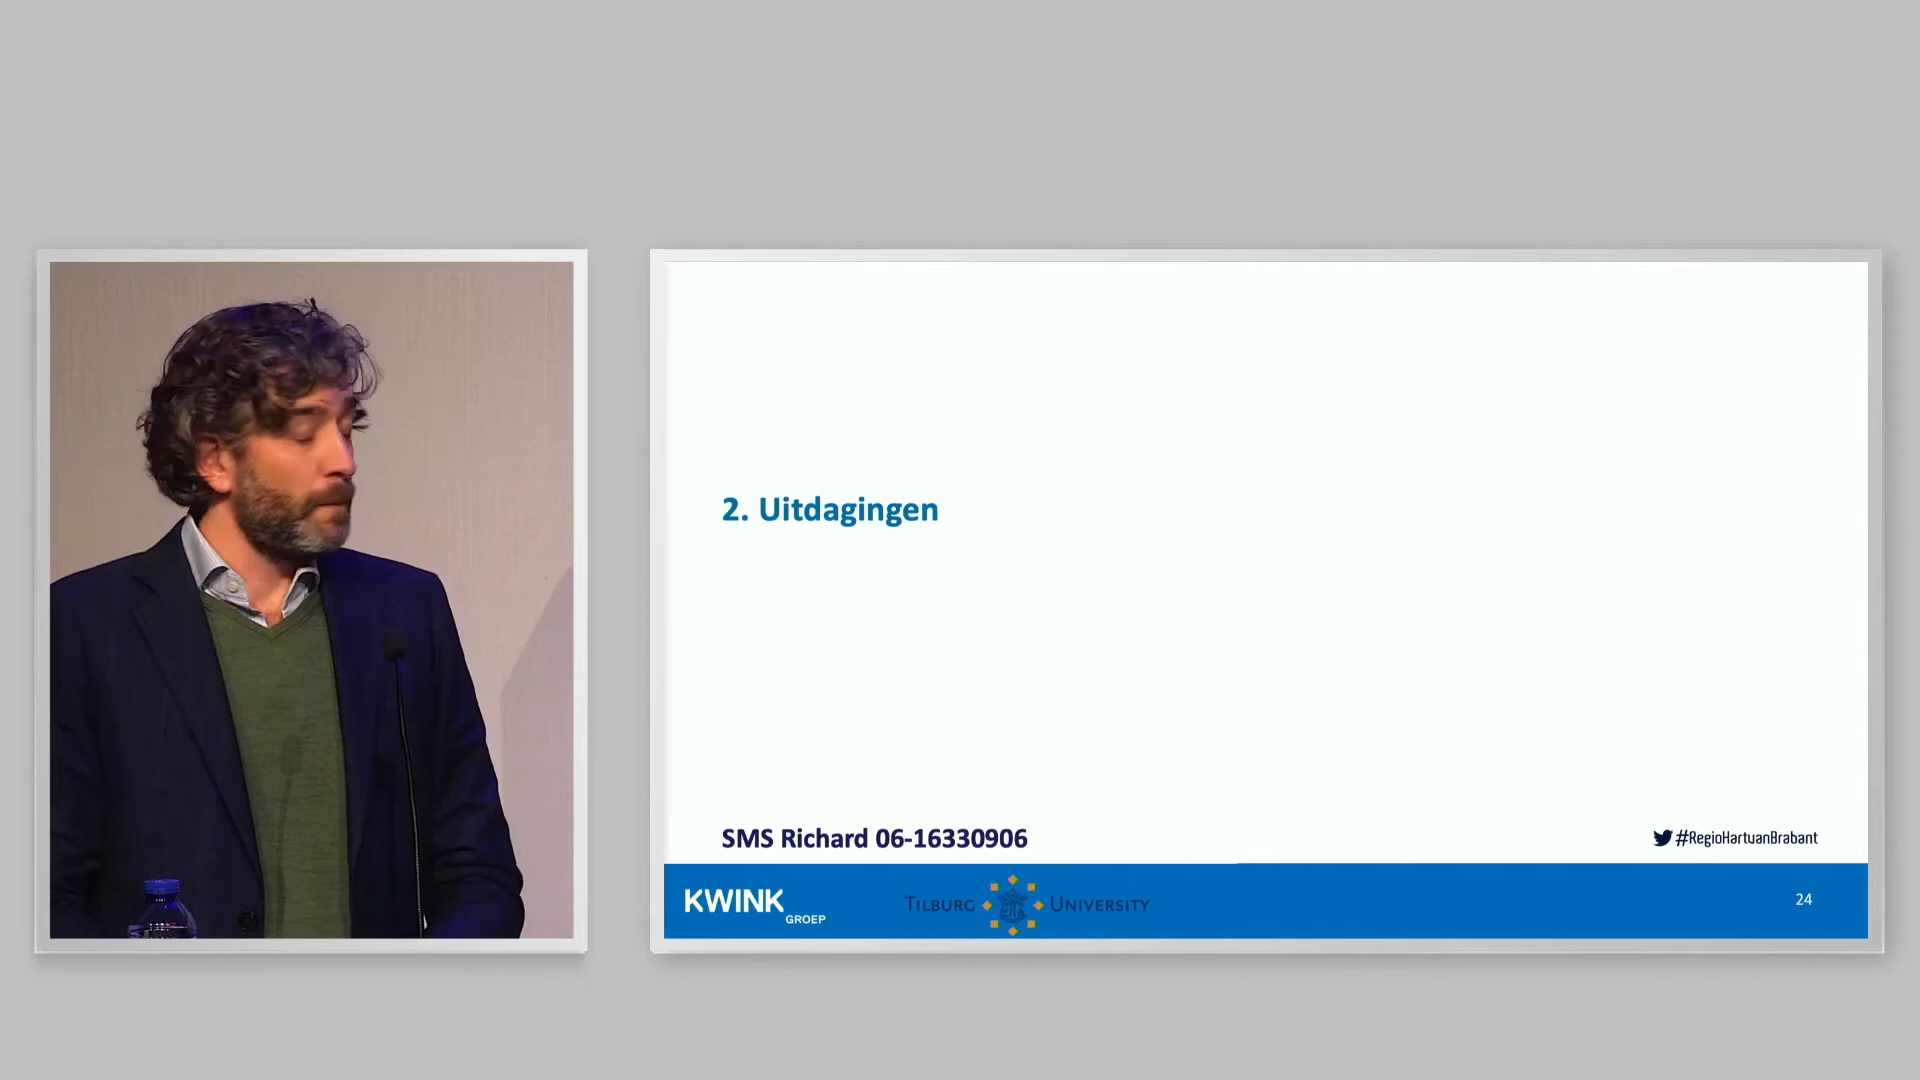 2. Uitdagingen
SMS Richard 06-16330906
#RegioHartvanBrabant
KWINK
GROEP
TILBURG UNIVERSITY
24